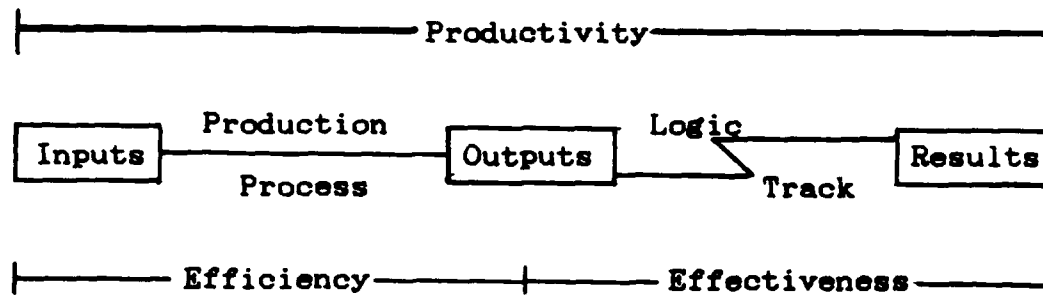 Productivity
Production Logic
Inputs Outputs Results
Process Track
Efficiency Effectiveness